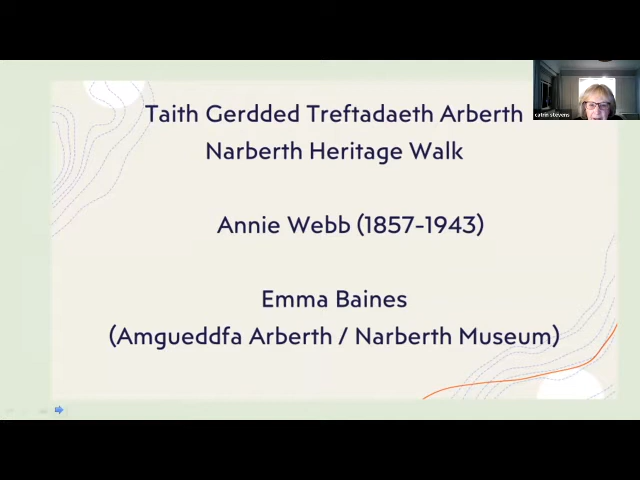 Taith Gerdded Treftadaeth Arberth
Narberth Heritage Walk
Annie Webb (1857-1943)
Emma Baines
(Amgueddfa Arberth / Narberth Museum)
catrin stevens